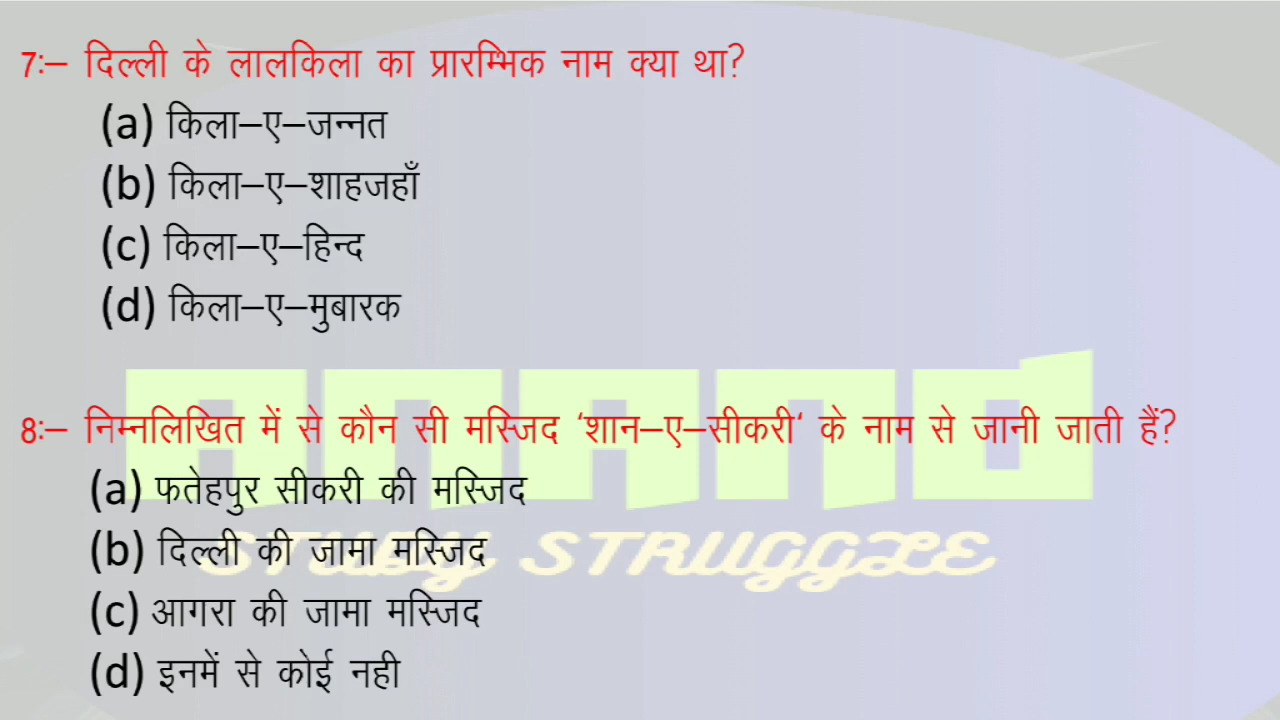 7:– दिल्ली के लालकिला का प्रारम्भिक नाम क्या था?
(a) किला–ए–जन्नत
(b) किला–ए–शाहजहाँ
(c) किला–ए–हिन्द
(d) किला–ए–मुबारक
ANAND
8:– निम्नलिखित में से कौन सी मस्जिद ‘शान–ए–सीकरी‘ के नाम से जानी जाती हैं?
(a) फतेहपुर सीकरी की मस्जिद
(b) दिल्ली की जामा मस्जिद
STUDY STRUGGLE
(c) आगरा की जामा मस्जिद
(d) इनमें से कोई नही